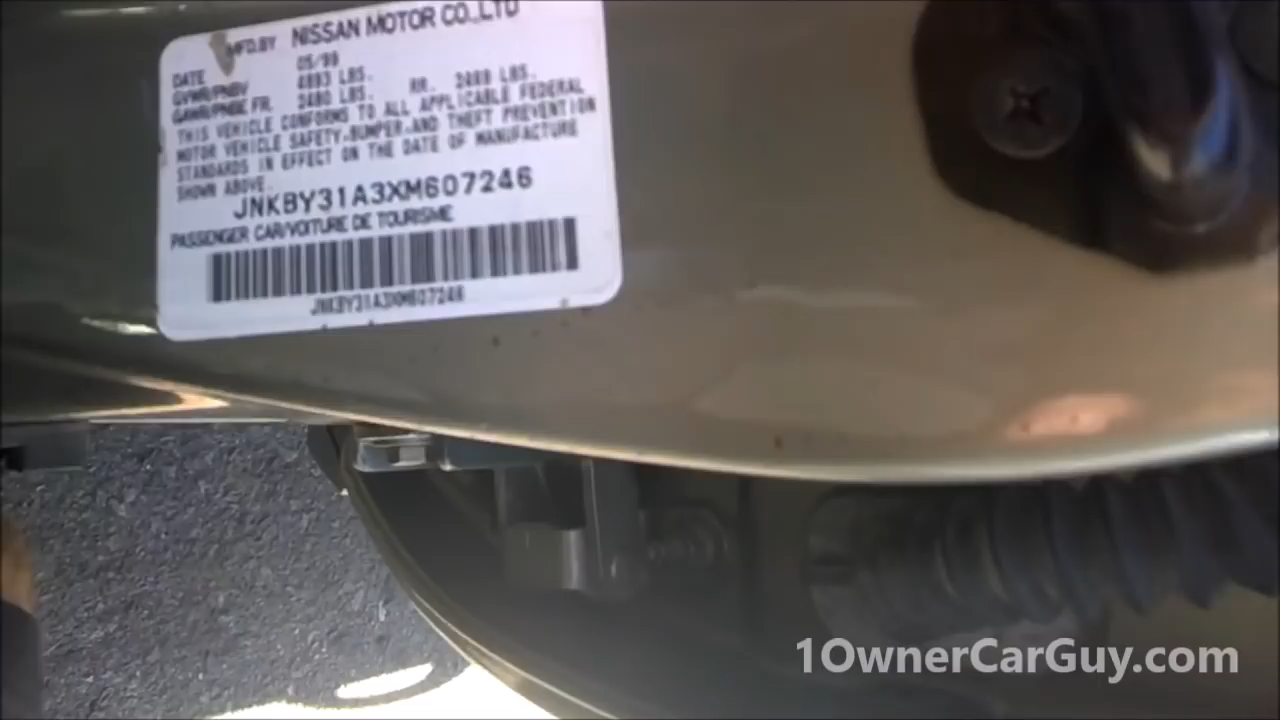 MFD.BY NISSAN MOTOR CO.,LTD
DATE 05/99
GVWR/PNBV 4893 LBS.
GAWR/PNBE FR. 2480 LBS. RR. LBS.
THIS VEHICLE CONFORMS TO ALL APPLICABLE FEDERAL
MOTOR VEHICLE SAFETY,BUMPER,AND THEFT PREVENTION
STANDARDS IN EFFECT ON THE DATE OF MANUFACTURE
SHOWN ABOVE.
JNKBY31A3XM607246
PASSENGER CAR/VOITURE DE TOURISME
JNKBY31A3XM607246
1OwnerCarGuy.com